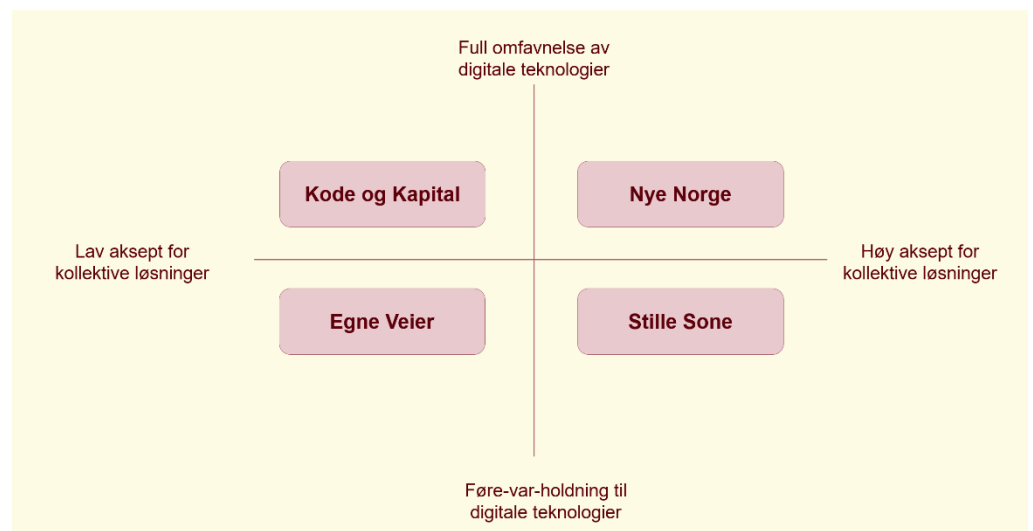 Full omfavnelse av
digitale teknologier
Kode og Kapital
Nye Norge
Lav aksept for
kollektive løsninger
Høy aksept for
kollektive løsninger
Egne Veier
Stille Sone
Føre-var-holdning til
digitale teknologier